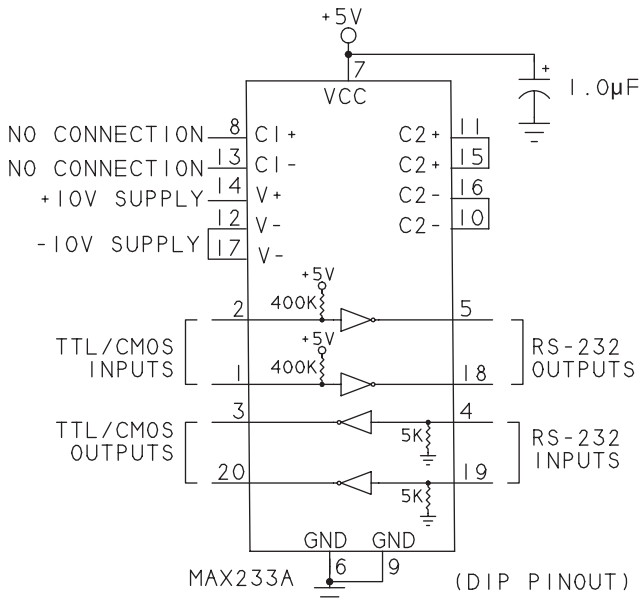 +5V
7
1.0µF
VCC
NO CONNECTION 8 C1+ C2+ 11
NO CONNECTION 13 C1- C2+ 15
+10V SUPPLY 14 V+ C2- 16
12 V- C2- 10
-10V SUPPLY 17 V-
+5V
400K
2 5
+5V
TTL/CMOS INPUTS
RS-232 OUTPUTS
400K
1 18
3 4
TTL/CMOS OUTPUTS
5K
RS-232 INPUTS
20 19
5K
GND GND
6 9
MAX233A (DIP PINOUT)